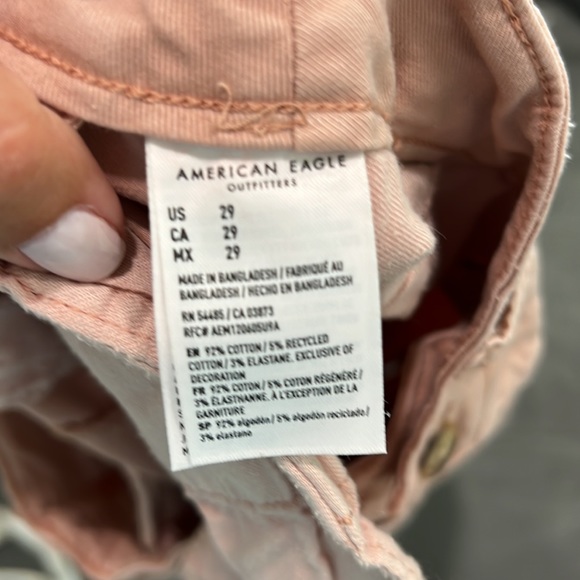 AMERICAN EAGLE
OUTFITTERS
US 29
CA 29
MX 29
MADE IN BANGLADESH / FABRIQUÉ AU
BANGLADESH / HECHO EN BANGLADESH
RN 54485 / CA 03873
RFC# AEM120605U9A
EN 92% COTTON / 5% RECYCLED
COTTON / 3% ELASTANE. EXCLUSIVE OF
DECORATION
FR 92% COTON / 5% COTON RÉGÉNÉRÉ /
3% ÉLASTHANNE. À L'EXCEPTION DE LA
GARNITURE
SP 92% algodón / 5% algodón reciclado /
3% elastano